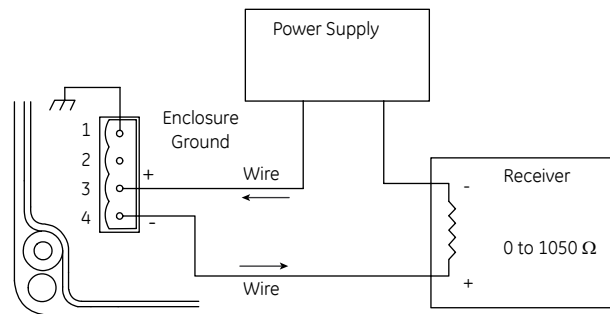 Power Supply
Enclosure
Ground
1
2
3
4
+
-
Wire
Wire
Receiver
-
0 to 1050 Ω
+